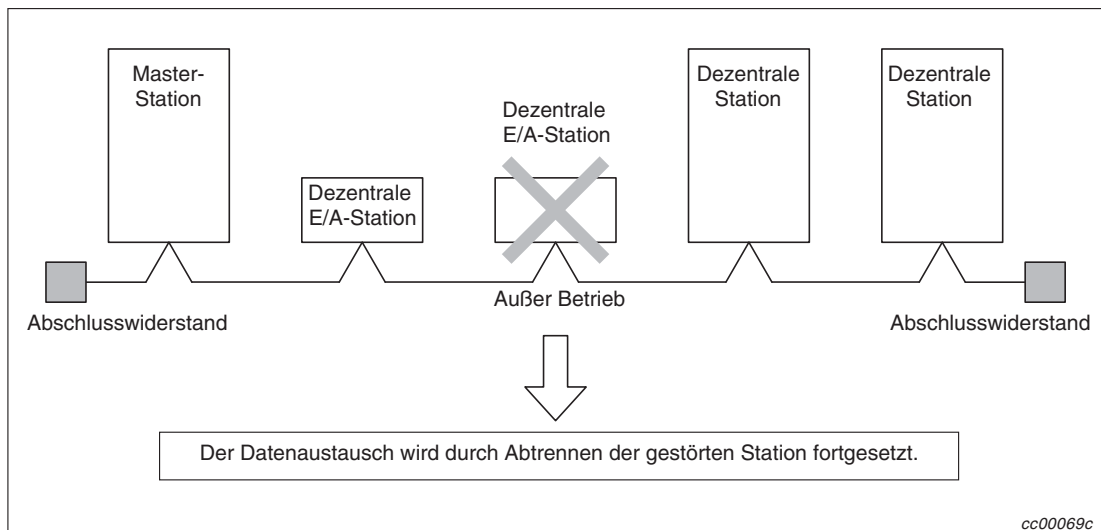 Master-
Station
Dezentrale
E/A-Station
Dezentrale
E/A-Station
Dezentrale
Station
Dezentrale
Station
Außer Betrieb
Abschlusswiderstand
Abschlusswiderstand
Der Datenaustausch wird durch Abtrennen der gestörten Station fortgesetzt.
cc00069c